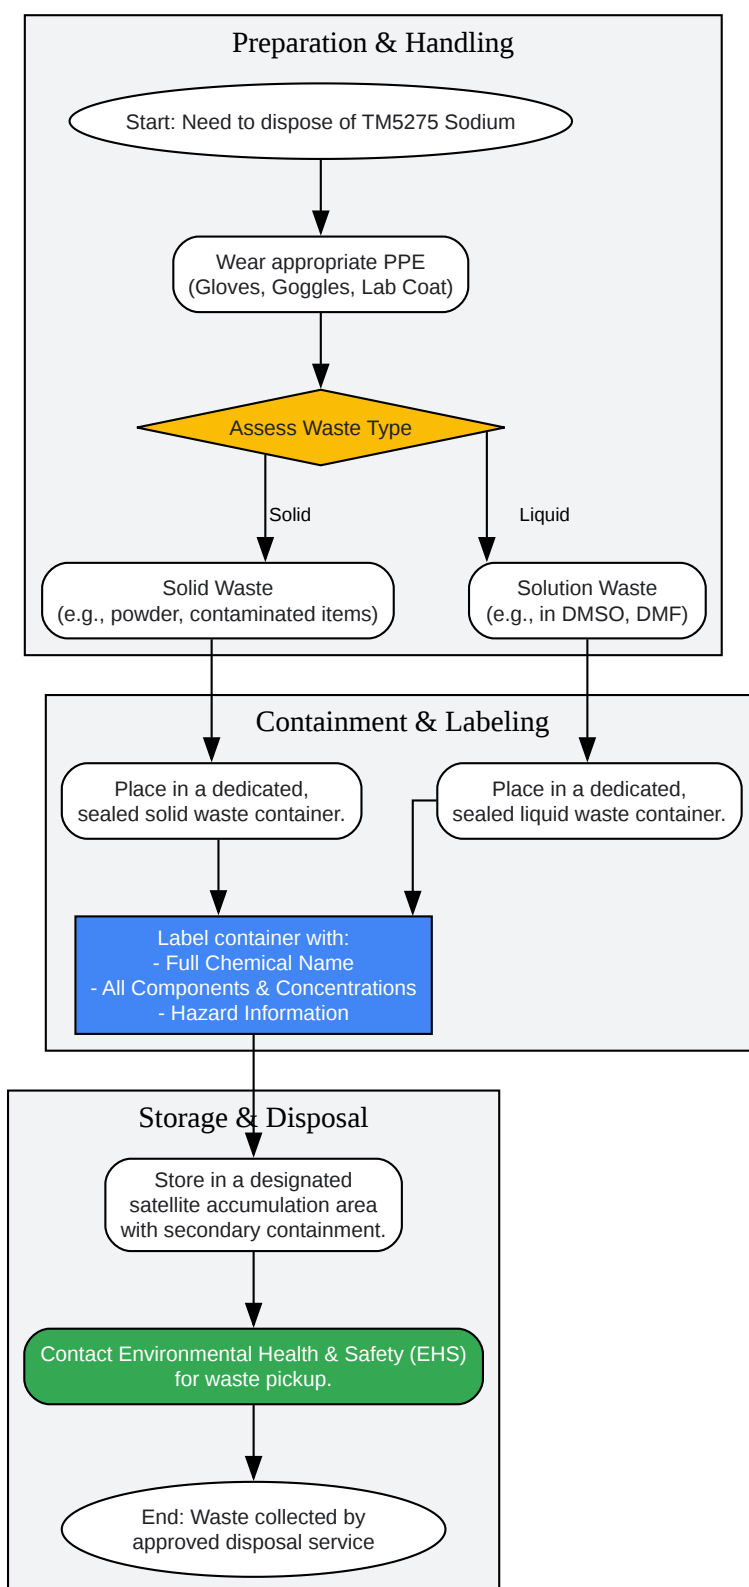 Preparation & Handling
Start: Need to dispose of TM5275 Sodium
Wear appropriate PPE
(Gloves, Goggles, Lab Coat)
Assess Waste Type
Solid
Liquid
Solid Waste
(e.g., powder, contaminated items)
Solution Waste
(e.g., in DMSO, DMF)
Containment & Labeling
Place in a dedicated,
sealed solid waste container.
Place in a dedicated,
sealed liquid waste container.
Label container with:
- Full Chemical Name
- All Components & Concentrations
- Hazard Information
Storage & Disposal
Store in a designated
satellite accumulation area
with secondary containment.
Contact Environmental Health & Safety (EHS)
for waste pickup.
End: Waste collected by
approved disposal service